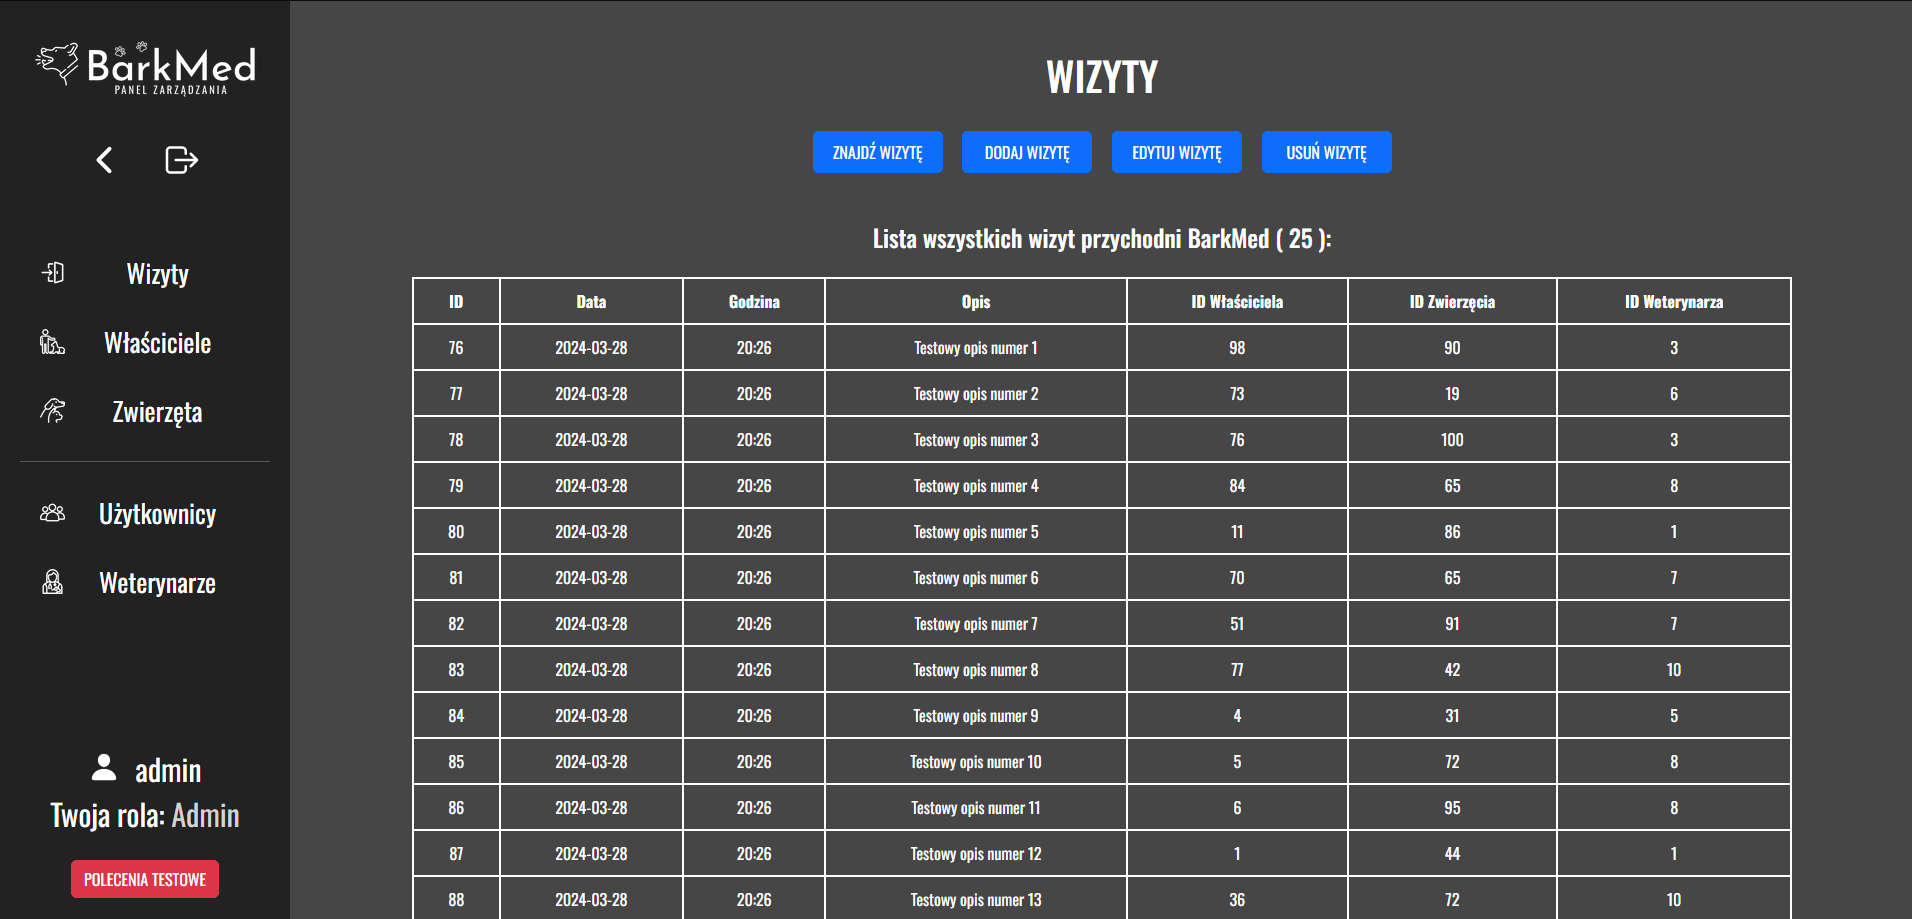 BarkMed
PANEL ZARZĄDZANIA
Wizyty
Właściciele
Zwierzęta
Użytkownicy
Weterynarze
admin
Twoja rola: Admin
POLECENIA TESTOWE
WIZYTY
ZNAJDŹ WIZYTĘ DODAJ WIZYTĘ EDYTUJ WIZYTĘ USUŃ WIZYTĘ
Lista wszystkich wizyt przychodni BarkMed ( 25 ):
ID Data Godzina Opis ID Właściciela ID Zwierzęcia ID Weterynarza
76 2024-03-28 20:26 Testowy opis numer 1 98 90 3
77 2024-03-28 20:26 Testowy opis numer 2 73 19 6
78 2024-03-28 20:26 Testowy opis numer 3 76 100 3
79 2024-03-28 20:26 Testowy opis numer 4 84 65 8
80 2024-03-28 20:26 Testowy opis numer 5 11 86 1
81 2024-03-28 20:26 Testowy opis numer 6 70 65 7
82 2024-03-28 20:26 Testowy opis numer 7 51 91 7
83 2024-03-28 20:26 Testowy opis numer 8 77 42 10
84 2024-03-28 20:26 Testowy opis numer 9 4 31 5
85 2024-03-28 20:26 Testowy opis numer 10 5 72 8
86 2024-03-28 20:26 Testowy opis numer 11 6 95 8
87 2024-03-28 20:26 Testowy opis numer 12 1 44 1
88 2024-03-28 20:26 Testowy opis numer 13 36 72 10